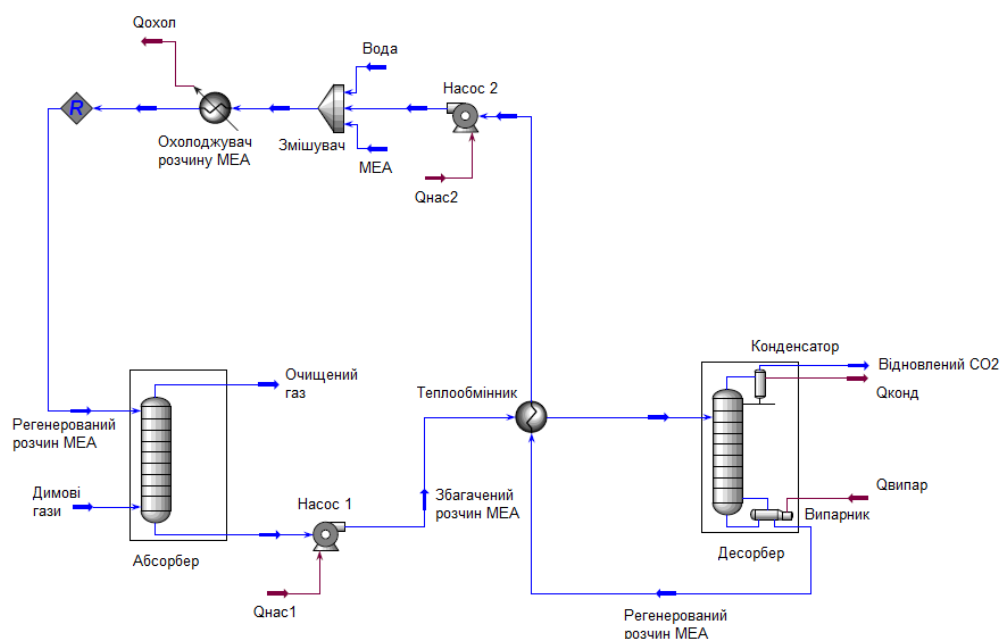 Qохол
Вода
Насос 2
R
Охолоджувач
розчину МЕА
Змішувач
МЕА
Qнас2
Конденсатор
Відновлений СО2
Qконд
Очищений
газ
Теплообмінник
Регенерований
розчин МЕА
Димові
гази
Насос 1
Збагачений
розчин МЕА
Qвипар
Випарник
Абсорбер
Десорбер
Qнас1
Регенерований
розчин МЕА